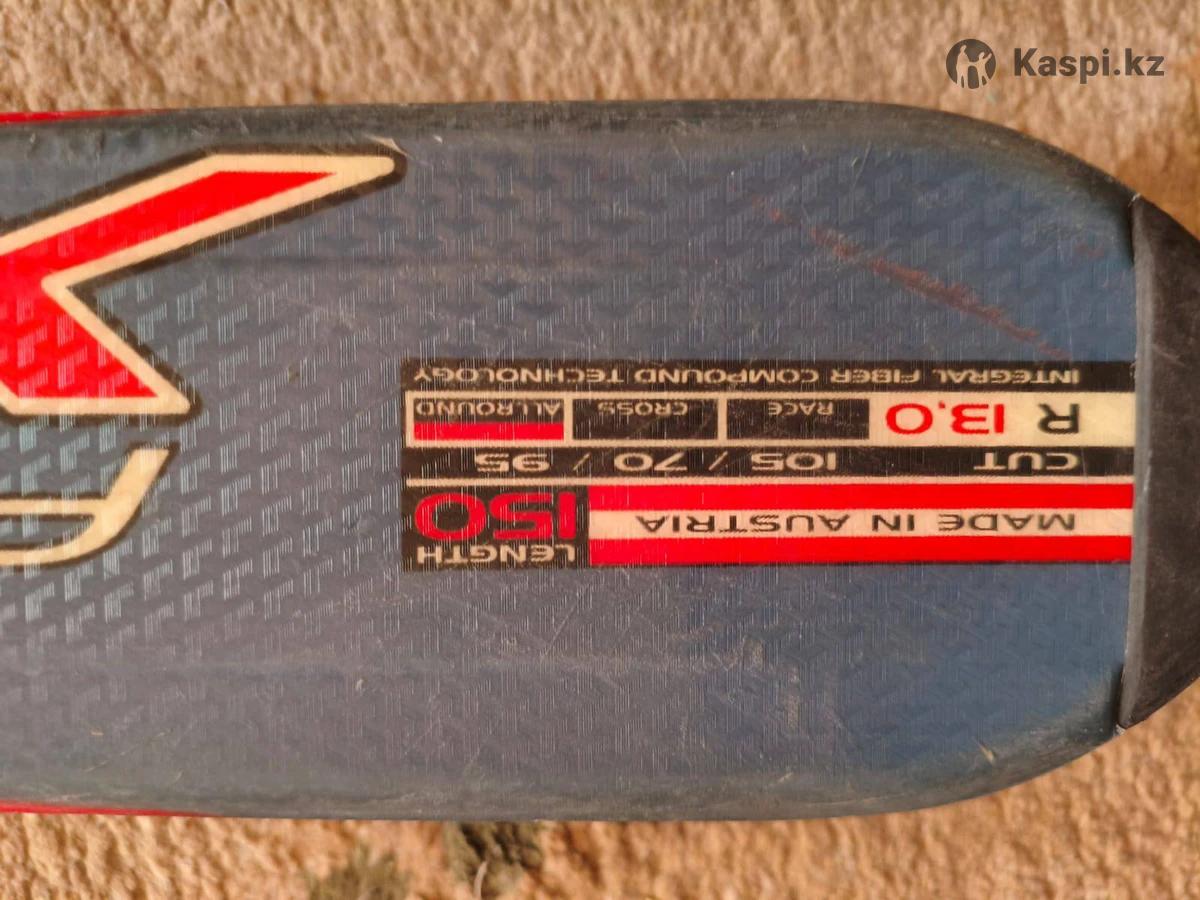 Kaspi.kz
LENGTH
150
MADE IN AUSTRIA
CUT 105 / 70 / 95
R 13.0 RACE CROSS ALLROUND
INTEGRAL FIBER COMPOUND TECHNOLOGY